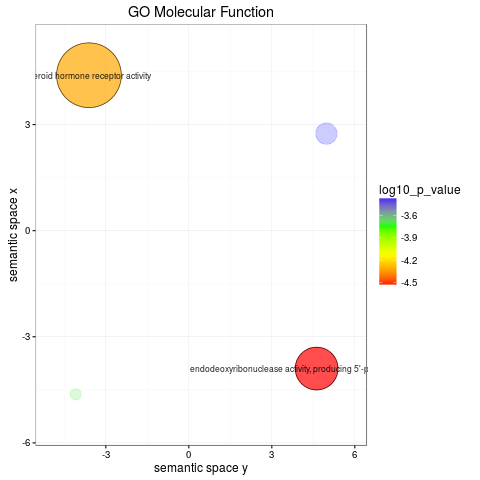 GO Molecular Function
eroid hormone receptor activity
endodeoxyribonuclease activity, producing 5'-p
semantic space x
3
0
-3
-6
-3
0
3
6
semantic space y
log10_p_value
-3.6
-3.9
-4.2
-4.5